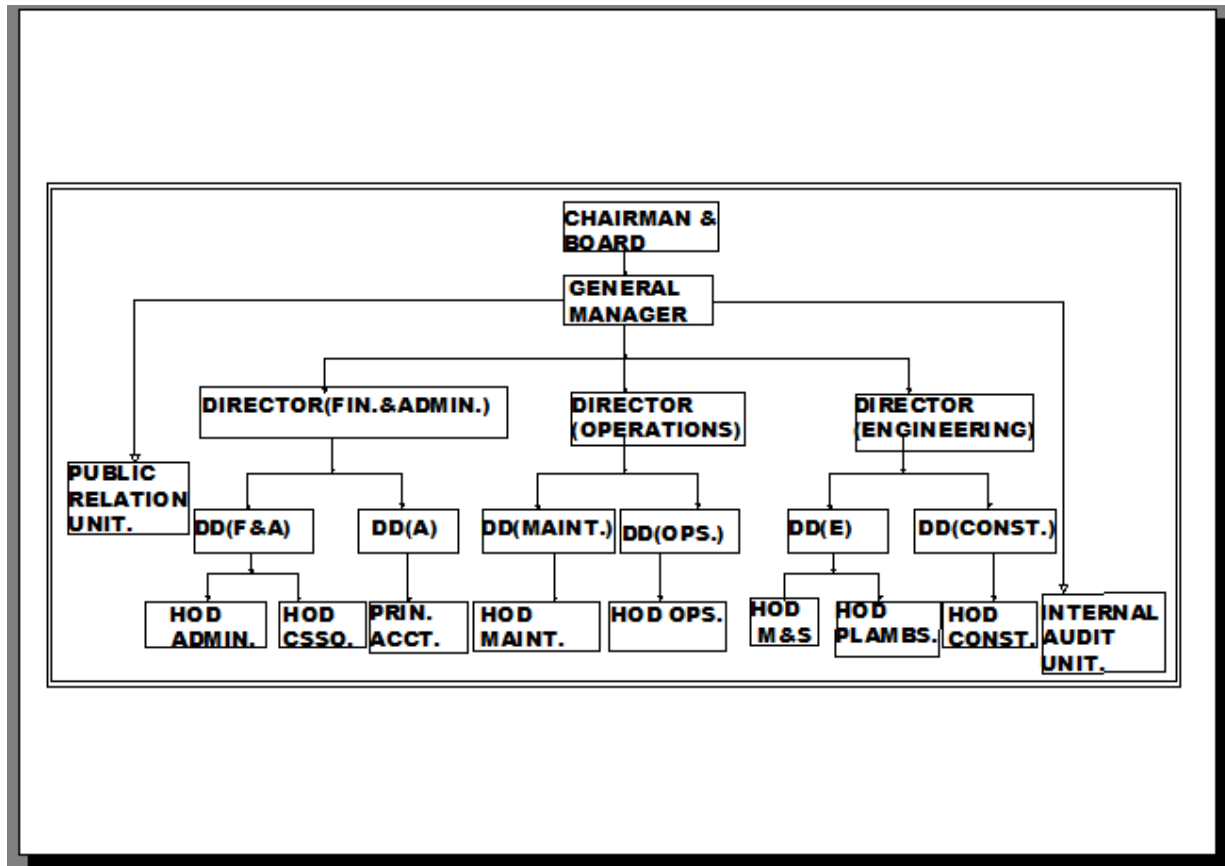 CHAIRMAN &
BOARD
GENERAL
MANAGER
DIRECTOR(FIN.&ADMIN.)
DIRECTOR
(OPERATIONS)
DIRECTOR
(ENGINEERING)
PUBLIC
RELATION
UNIT.
DD(F&A)
DD(A)
DD(MAINT.)
DD(OPS.)
DD(E)
DD(CONST.)
HOD
ADMIN.
HOD
CSSO.
PRIN.
ACCT.
HOD
MAINT.
HOD OPS.
HOD
M&S
HOD
PLAMBS.
HOD
CONST.
INTERNAL
AUDIT
UNIT.